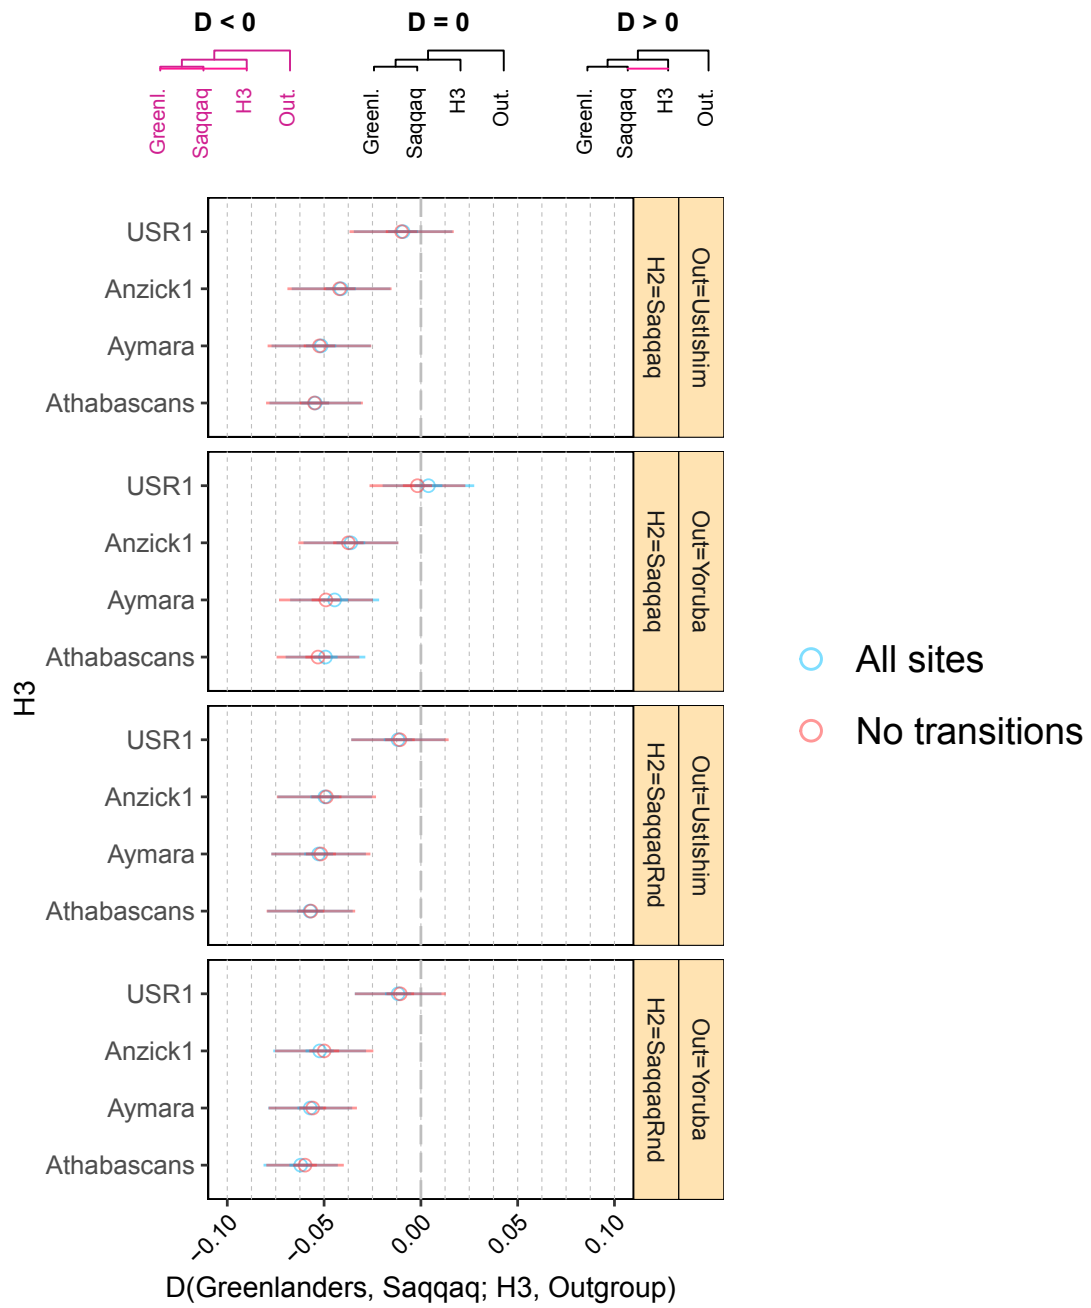 D < 0
D = 0
D > 0
Greenl.
Saqqaq
H3
Out.
Greenl.
Saqqaq
H3
Out.
Greenl.
Saqqaq
H3
Out.
H3
USR1
Anzick1
Aymara
Athabascans
H2=Saqqaq
Out=UstIshim
USR1
Anzick1
Aymara
Athabascans
H2=Saqqaq
Out=Yoruba
USR1
Anzick1
Aymara
Athabascans
H2=SaqqaqRnd
Out=UstIshim
USR1
Anzick1
Aymara
Athabascans
H2=SaqqaqRnd
Out=Yoruba
−0.10
−0.05
0.00
0.05
0.10
D(Greenlanders, Saqqaq; H3, Outgroup)
All sites
No transitions